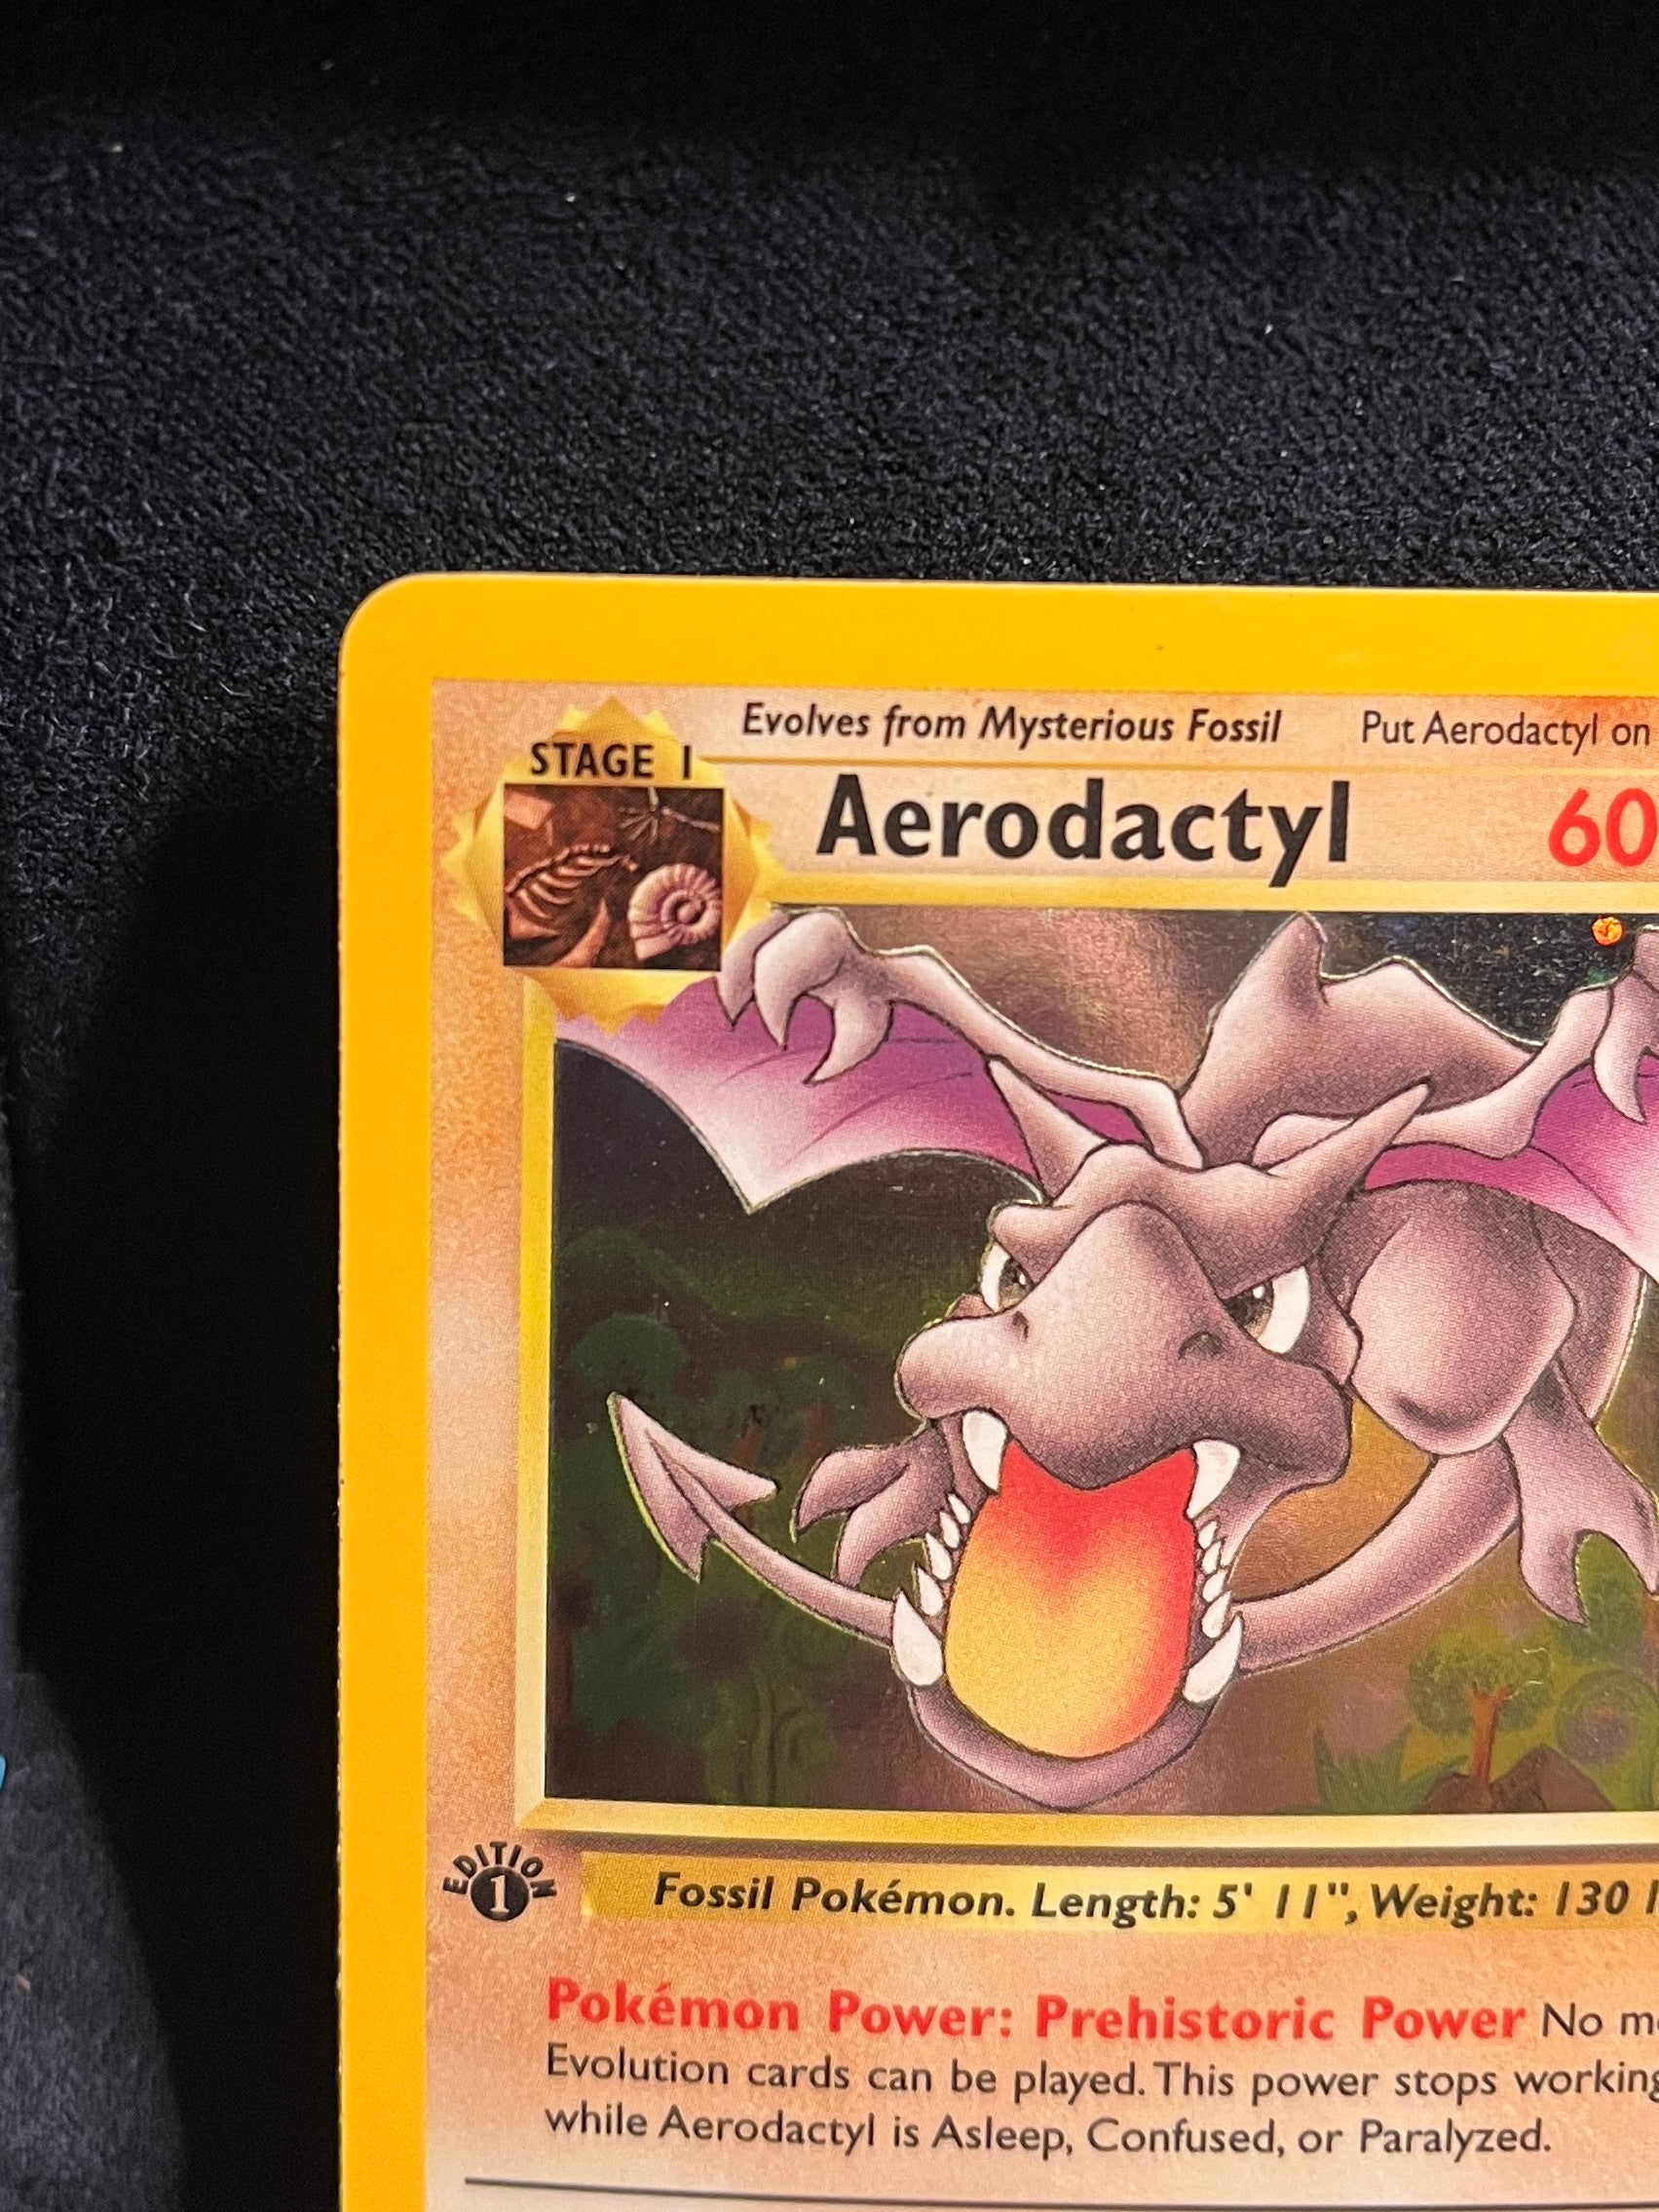 Evolves from Mysterious Fossil Put Aerodactyl on
STAGE 1
Aerodactyl 60
EDITION
1
Fossil Pokémon. Length: 5' 11", Weight: 130
Pokémon Power: Prehistoric Power No
Evolution cards can be played. This power stops working
while Aerodactyl is Asleep, Confused, or Paralyzed.